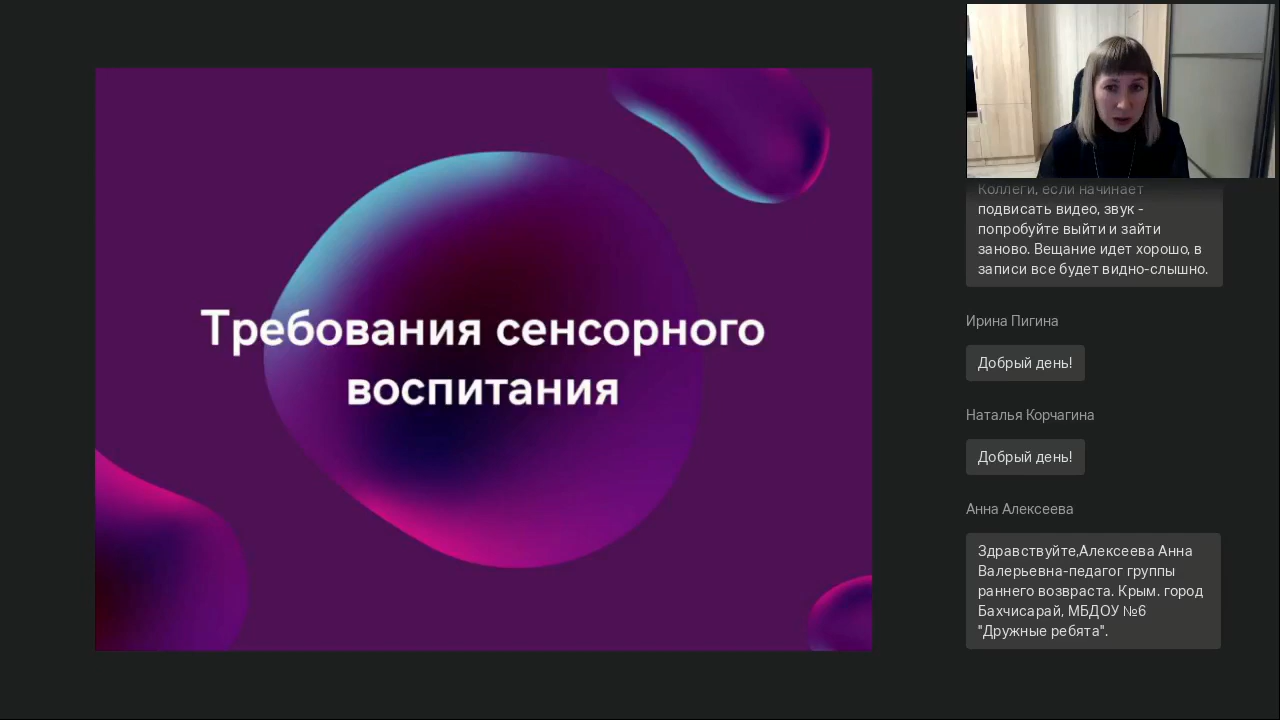 Требования сенсорного
воспитания
Коллеги, если начинает
подвисать видео, звук -
попробуйте выйти и зайти
заново. Вещание идет хорошо, в
записи все будет видно-слышно.
Ирина Пигина
Добрый день!
Наталья Корчагина
Добрый день!
Анна Алексеева
Здравствуйте,Алексеева Анна
Валерьевна-педагог группы
раннего возвраста. Крым. город
Бахчисарай, МБДОУ №6
"Дружные ребята".